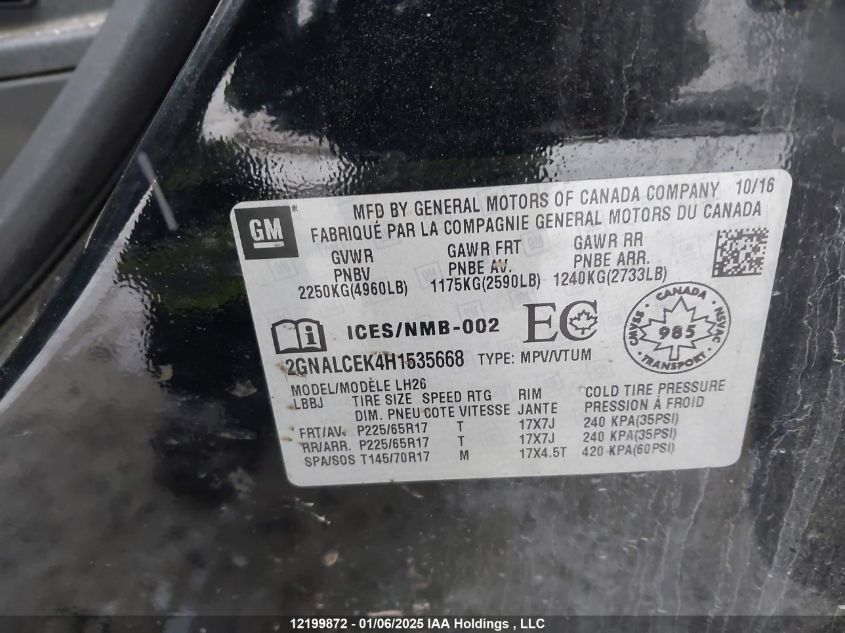 GM
MFD BY GENERAL MOTORS OF CANADA COMPANY 10/16
FABRIQUÉ PAR LA COMPAGNIE GENERAL MOTORS DU CANADA
GVWR GAWR FRT GAWR RR
PNBV PNBE AV. PNBE ARR.
2250KG(4960LB) 1175KG(2590LB) 1240KG(2733LB)
ICES/NMB-002 EC
CANADA
CMVSS 985 NSVAC
TRANSPORT
2GNALCEK4H1535668 TYPE: MPV/VTUM
MODEL/MODÈLE LH26
LBBJ TIRE SIZE SPEED RTG RIM COLD TIRE PRESSURE
DIM. PNEU COTE VITESSE JANTE PRESSION À FROID
FRT/AV. P225/65R17 T 17X7J 240 KPA(35PSI)
RR/ARR. P225/65R17 T 17X7J 240 KPA(35PSI)
SPA/SOS T145/70R17 M 17X4.5T 420 KPA(60PSI)
12199872 - 01/06/2025 IAA Holdings , LLC